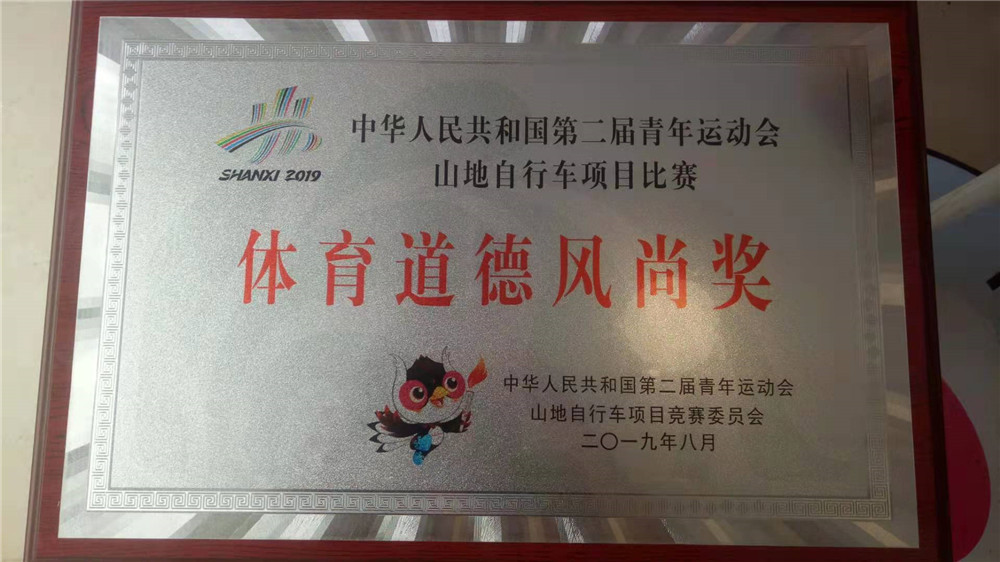 SHANXI 2019
中华人民共和国第二届青年运动会
山地自行车项目比赛
体育道德风尚奖
中华人民共和国第二届青年运动会
山地自行车项目竞赛委员会
二〇一九年八月